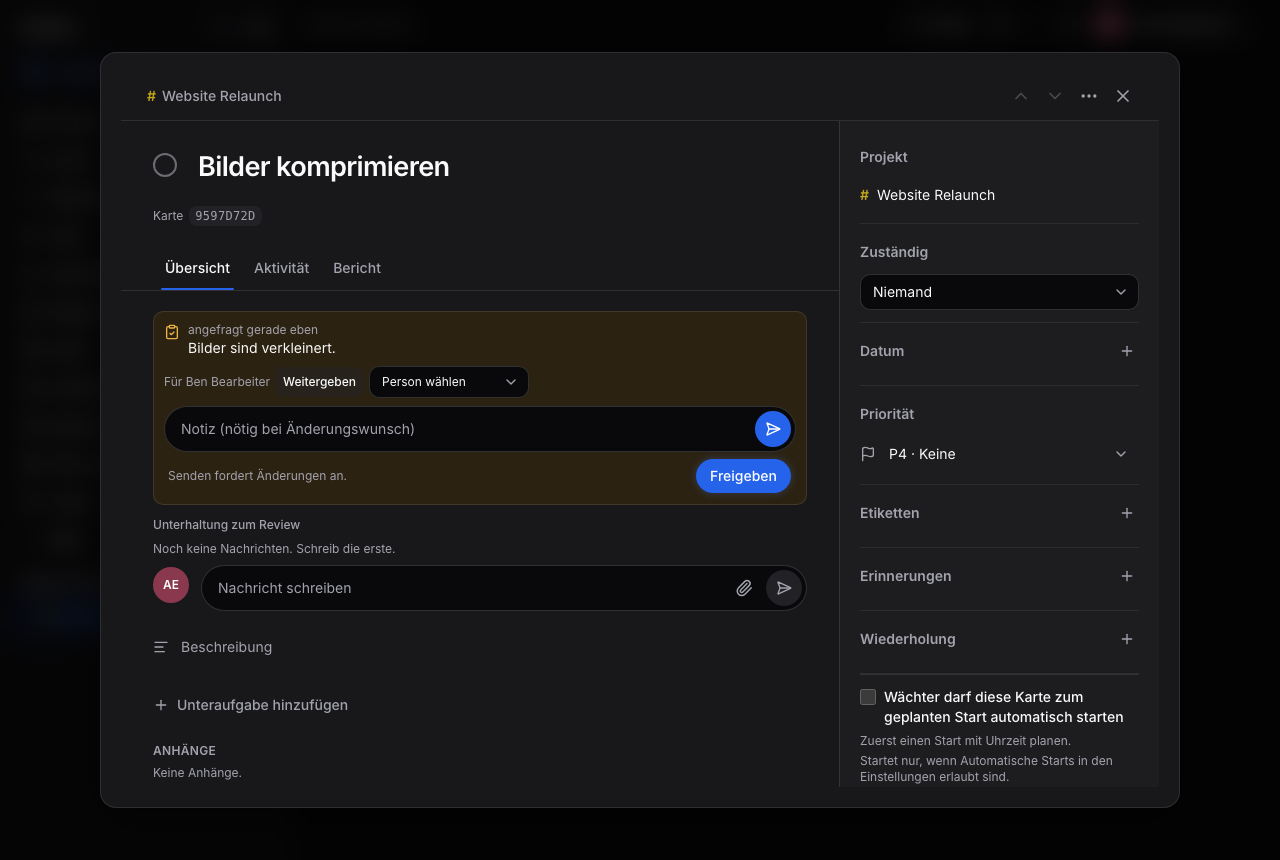 # Website Relaunch
Bilder komprimieren
Karte 9597D72D
Übersicht Aktivität Bericht
angefragt gerade eben
Bilder sind verkleinert.
Für Ben Bearbeiter Weitergeben Person wählen
Notiz (nötig bei Änderungswunsch)
Senden fordert Änderungen an. Freigeben
Unterhaltung zum Review
Noch keine Nachrichten. Schreib die erste.
AE Nachricht schreiben
Beschreibung
Unteraufgabe hinzufügen
ANHÄNGE
Keine Anhänge.
Projekt
# Website Relaunch
Zuständig
Niemand
Datum
Priorität
P4 · Keine
Etiketten
Erinnerungen
Wiederholung
Wächter darf diese Karte zum
geplanten Start automatisch starten
Zuerst einen Start mit Uhrzeit planen.
Startet nur, wenn Automatische Starts in den
Einstellungen erlaubt sind.